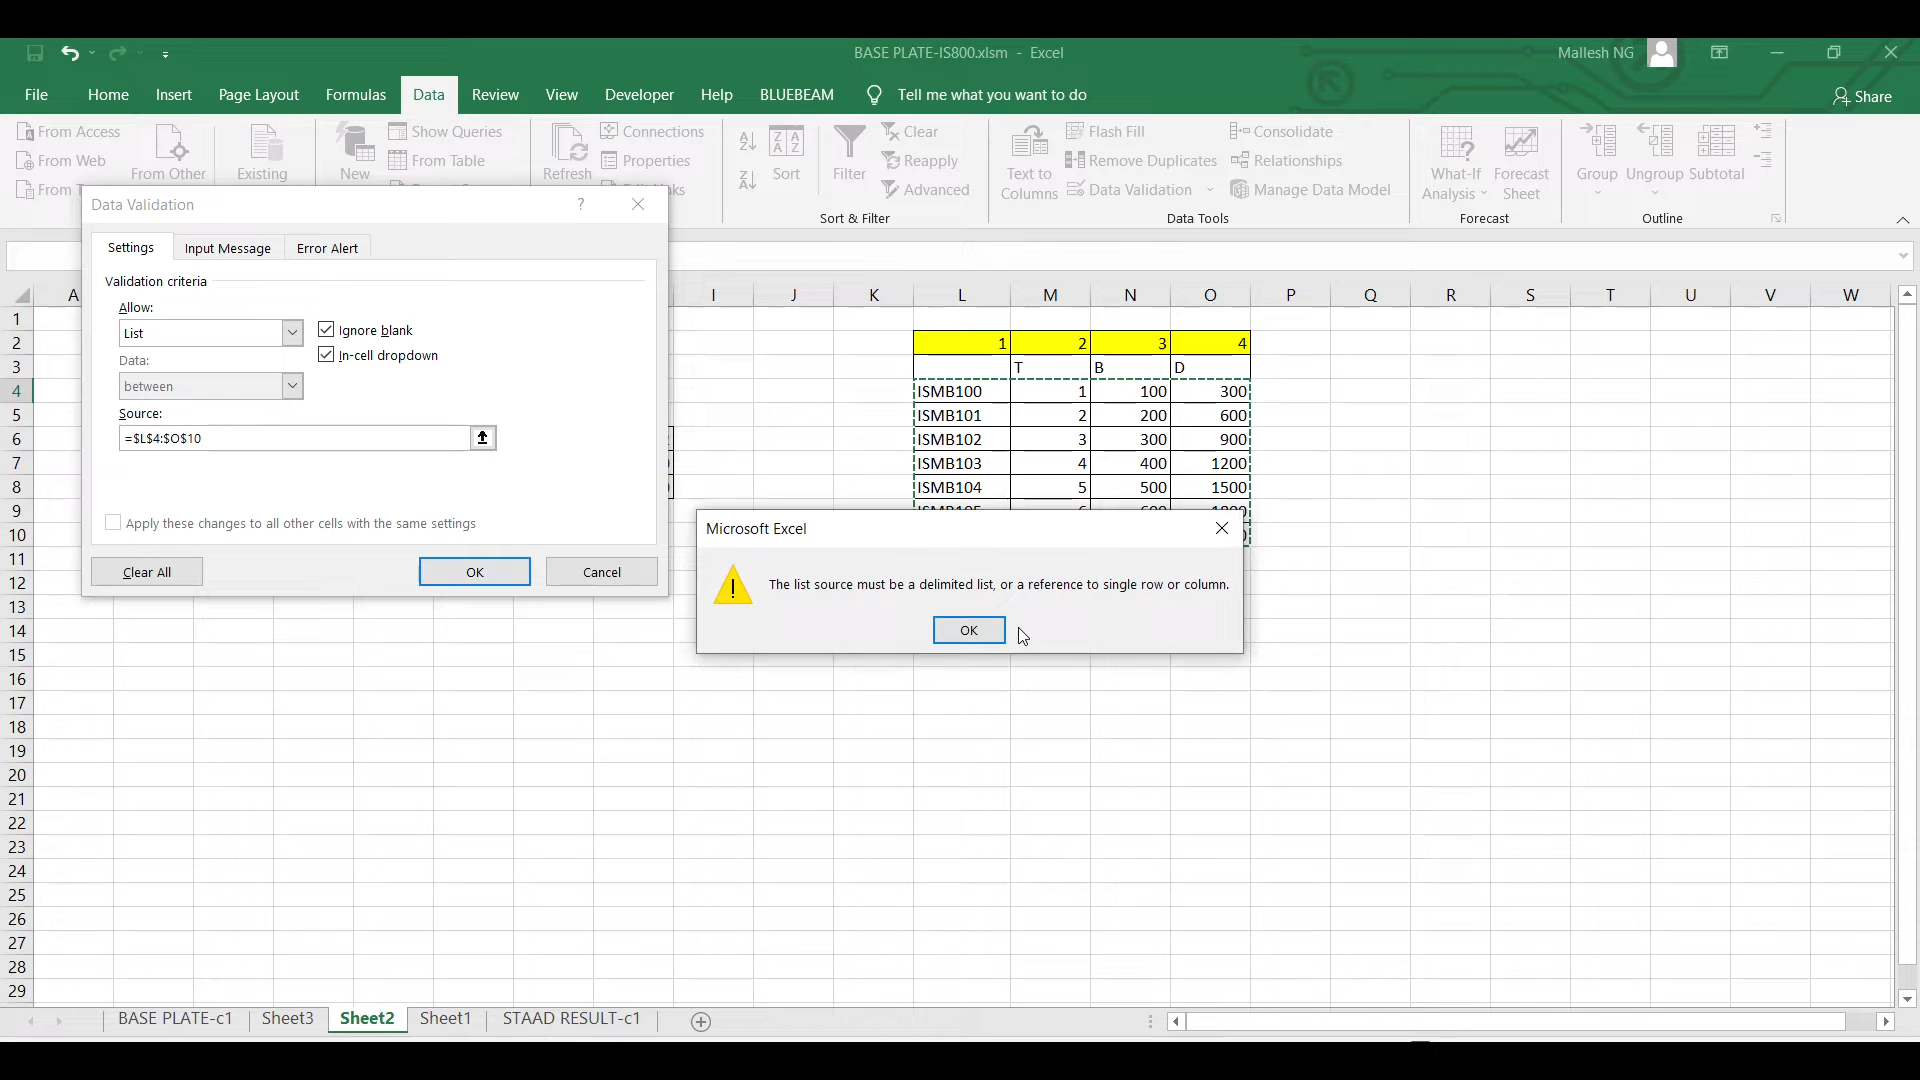 BASE PLATE-IS800.xlsm - Excel
Mallesh NG
File Home Insert Page Layout Formulas Data Review View Developer Help BLUEBEAM Tell me what you want to do Share
From Access
From Web
From Other
Existing
New
Show Queries
From Table
Refresh
Connections
Properties
Sort
Filter
Clear
Reapply
Advanced
Sort & Filter
Text to
Columns
Flash Fill
Remove Duplicates
Data Validation
Consolidate
Relationships
Manage Data Model
Data Tools
What-If
Analysis
Forecast
Sheet
Forecast
Group
Ungroup
Subtotal
Outline
Data Validation ?
Settings Input Message Error Alert
Validation criteria
Allow:
List
Ignore blank
In-cell dropdown
Data:
between
Source:
=$L$4:$O$10
Apply these changes to all other cells with the same settings
Clear All OK Cancel
A I J K L M N O P Q R S T U V W
1
2 1 2 3 4
3 T B D
4 ISMB100 1 100 300
5 ISMB101 2 200 600
6 ISMB102 3 300 900
7 ISMB103 4 400 1200
8 ISMB104 5 500 1500
9
10
11
12
13
14
15
16
17
18
19
20
21
22
23
24
25
26
27
28
29
Microsoft Excel
The list source must be a delimited list, or a reference to single row or column.
OK
BASE PLATE-c1 Sheet3 Sheet2 Sheet1 STAAD RESULT-c1